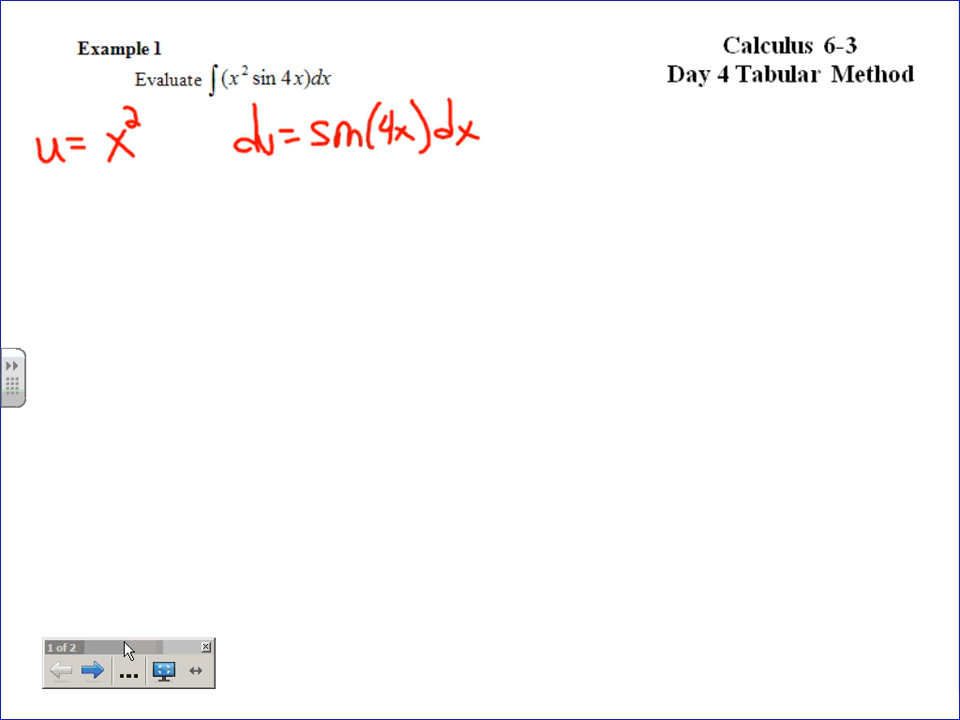 Example 1
Calculus 6-3
Evaluate ∫(x² sin 4x)dx
Day 4 Tabular Method
u = x² dv = sin(4x)dx
1 of 2